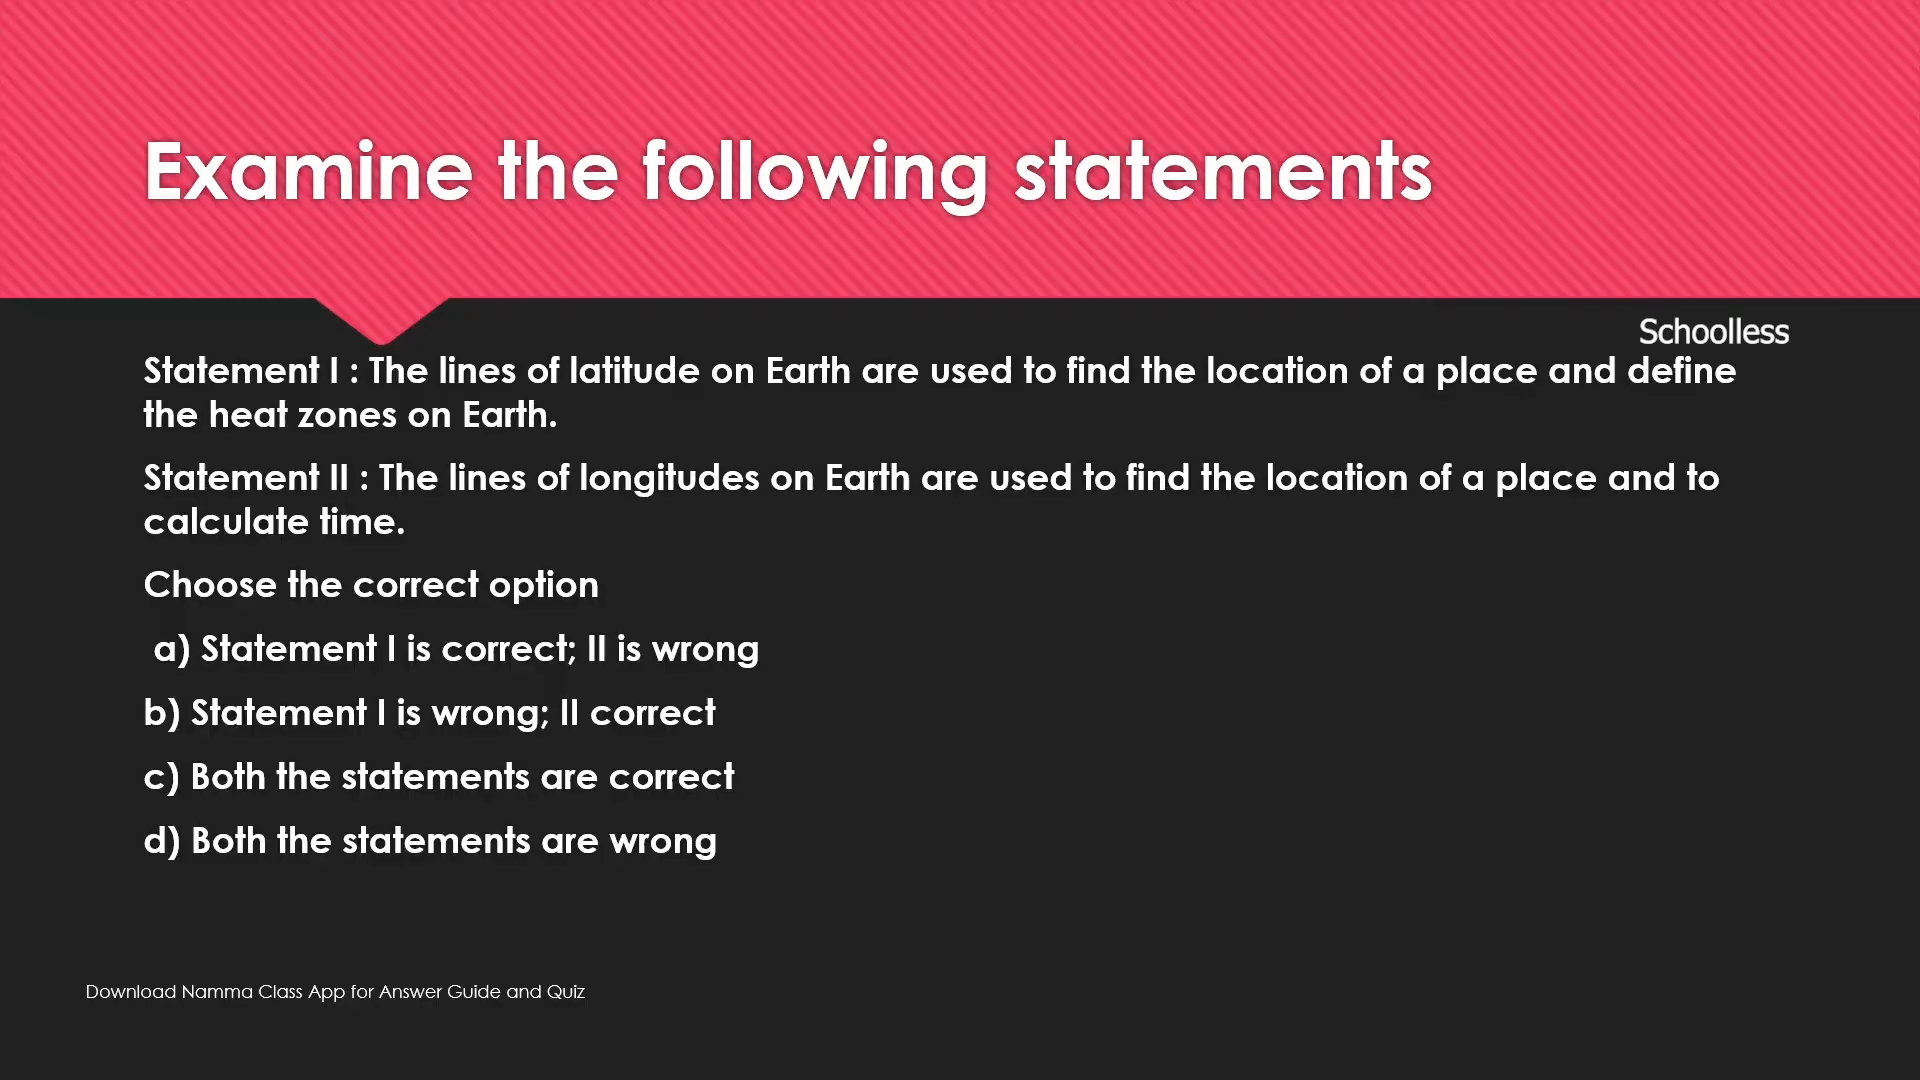 Examine the following statements
Schoolless
Statement I : The lines of latitude on Earth are used to find the location of a place and define
the heat zones on Earth.
Statement II : The lines of longitudes on Earth are used to find the location of a place and to
calculate time.
Choose the correct option
a) Statement I is correct; II is wrong
b) Statement I is wrong; II correct
c) Both the statements are correct
d) Both the statements are wrong
Download Namma Class App for Answer Guide and Quiz